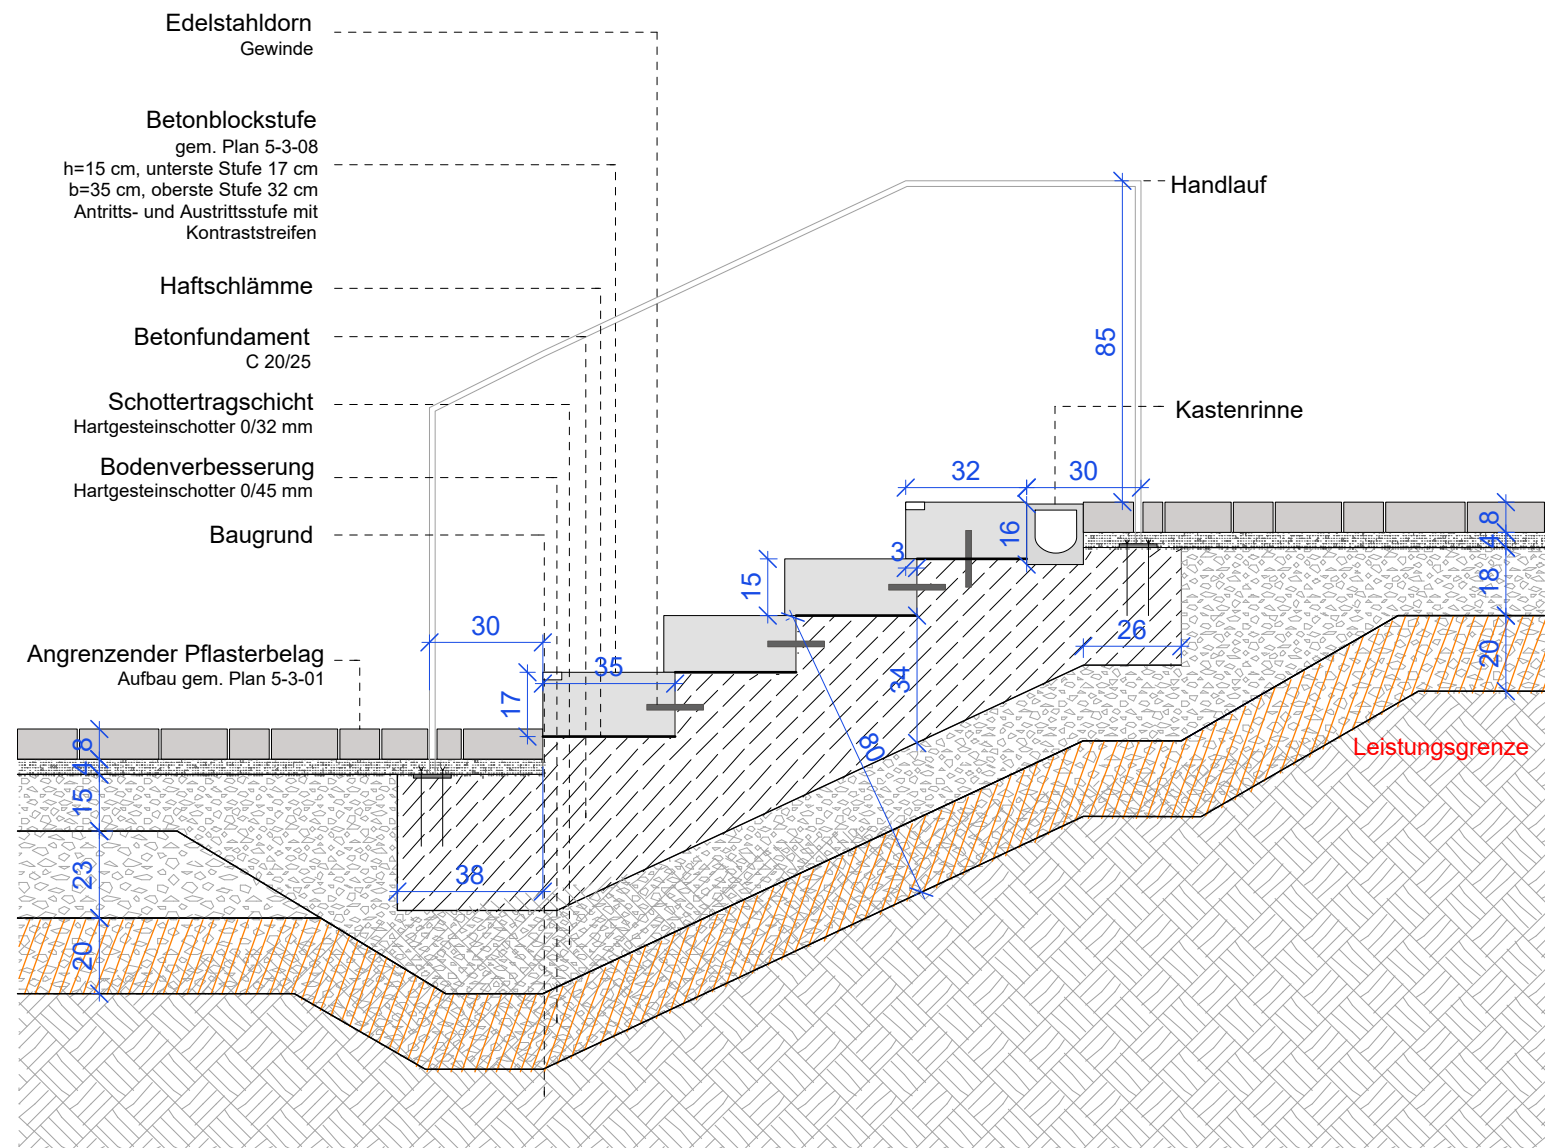 Edelstahldorn
Gewinde
Betonblockstufe
gem. Plan 5-3-08
h=15 cm, unterste Stufe 17 cm
b=35 cm, oberste Stufe 32 cm
Antritts- und Austrittsstufe mit
Kontraststreifen
Haftschlämme
Betonfundament
C 20/25
Schottertragschicht
Hartgesteinschotter 0/32 mm
Bodenverbesserung
Hartgesteinschotter 0/45 mm
Baugrund
Angrenzender Pflasterbelag
Aufbau gem. Plan 5-3-01
Handlauf
Kastenrinne
Leistungsgrenze
85
32
30
16
3
15
30
35
17
34
80
26
38
8
4
15
23
20
8
4
18
20